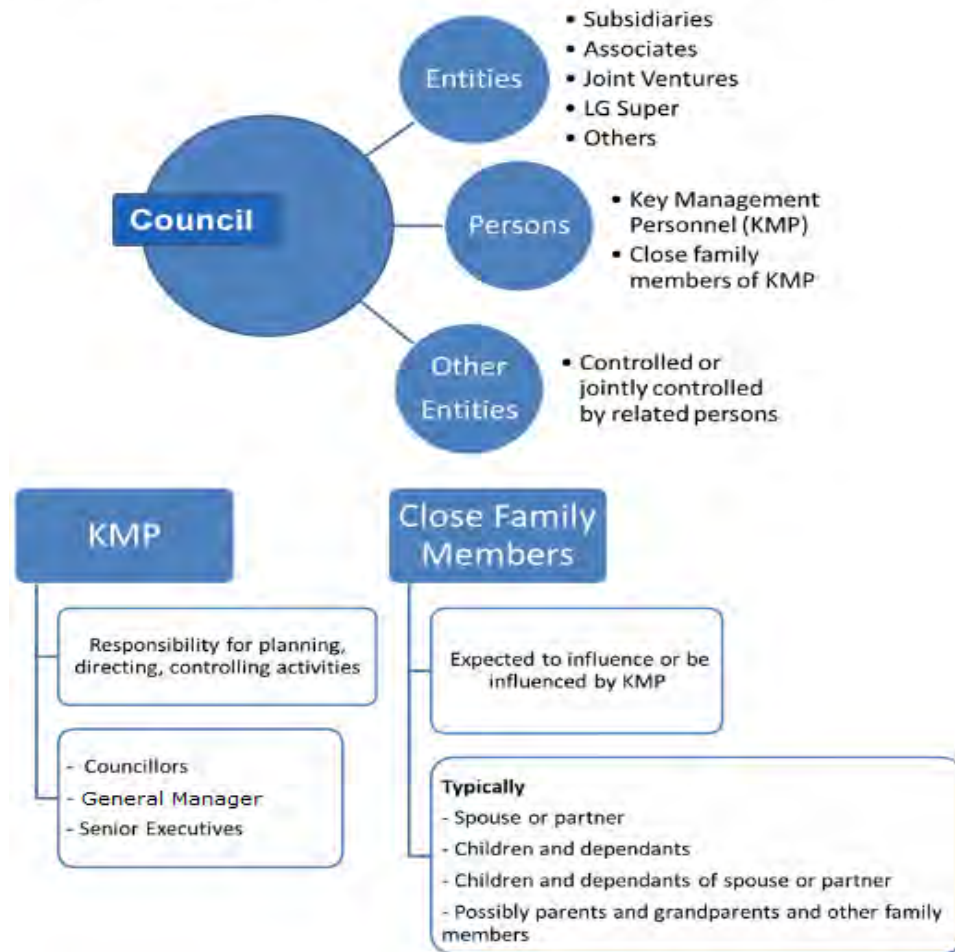 Council
Entities
• Subsidiaries
• Associates
• Joint Ventures
• LG Super
• Others
Persons
• Key Management
Personnel (KMP)
• Close family
members of KMP
Other
Entities
• Controlled or
jointly controlled
by related persons
KMP
Responsibility for planning,
directing, controlling activities
- Councillors
- General Manager
- Senior Executives
Close Family
Members
Expected to influence or be
influenced by KMP
Typically
- Spouse or partner
- Children and dependants
- Children and dependants of spouse or partner
- Possibly parents and grandparents and other family
members